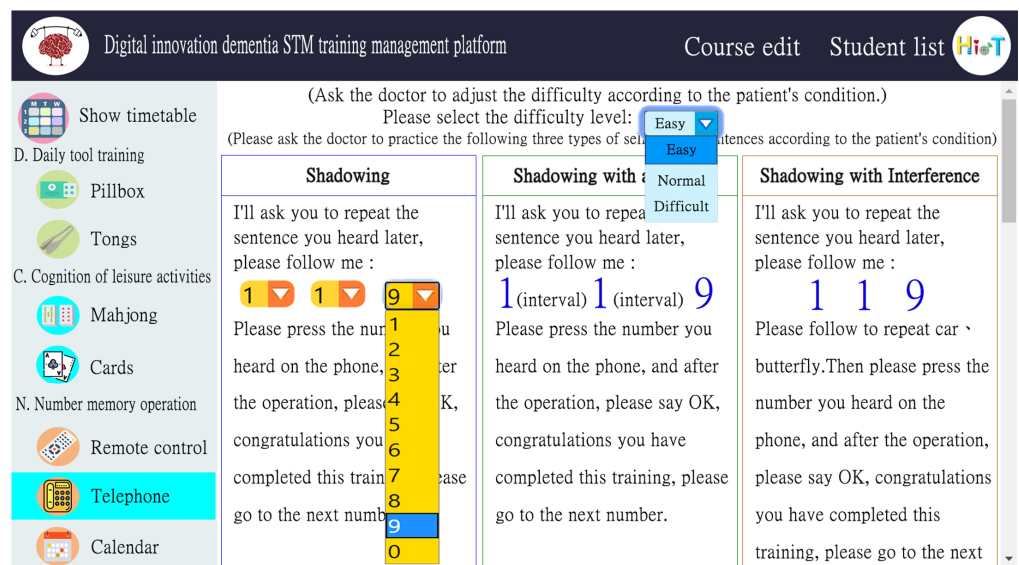 Digital innovation dementia STM training management platform
Course edit
Student list
HIoT
M T W
1
2
3
Show timetable
D. Daily tool training
Pillbox
Tongs
C. Cognition of leisure activities
Mahjong
Cards
N. Number memory operation
Remote control
Telephone
Calendar
(Ask the doctor to adjust the difficulty according to the patient's condition.)
Please select the difficulty level:
Easy
Easy
Normal
Difficult
(Please ask the doctor to practice the following three types of
according to the patient's condition)
Shadowing
I'll ask you to repeat the
sentence you heard later,
please follow me :
1 1 9
1
2
3
4
5
6
7
8
9
0
Please press the
heard on the phone,
the operation, K,
congratulations you
completed this
go to the next
Shadowing with
I'll ask you to
sentence you heard later,
please follow me :
1 (interval) 1 (interval) 9
Please press the number you
heard on the phone, and after
the operation, please say OK,
congratulations you have
completed this training, please
go to the next number.
Shadowing with Interference
I'll ask you to repeat the
sentence you heard later,
please follow me :
1 1 9
Please follow to repeat car、
butterfly.Then please press the
number you heard on the
phone, and after the operation,
please say OK, congratulations
you have completed this
training, please go to the next